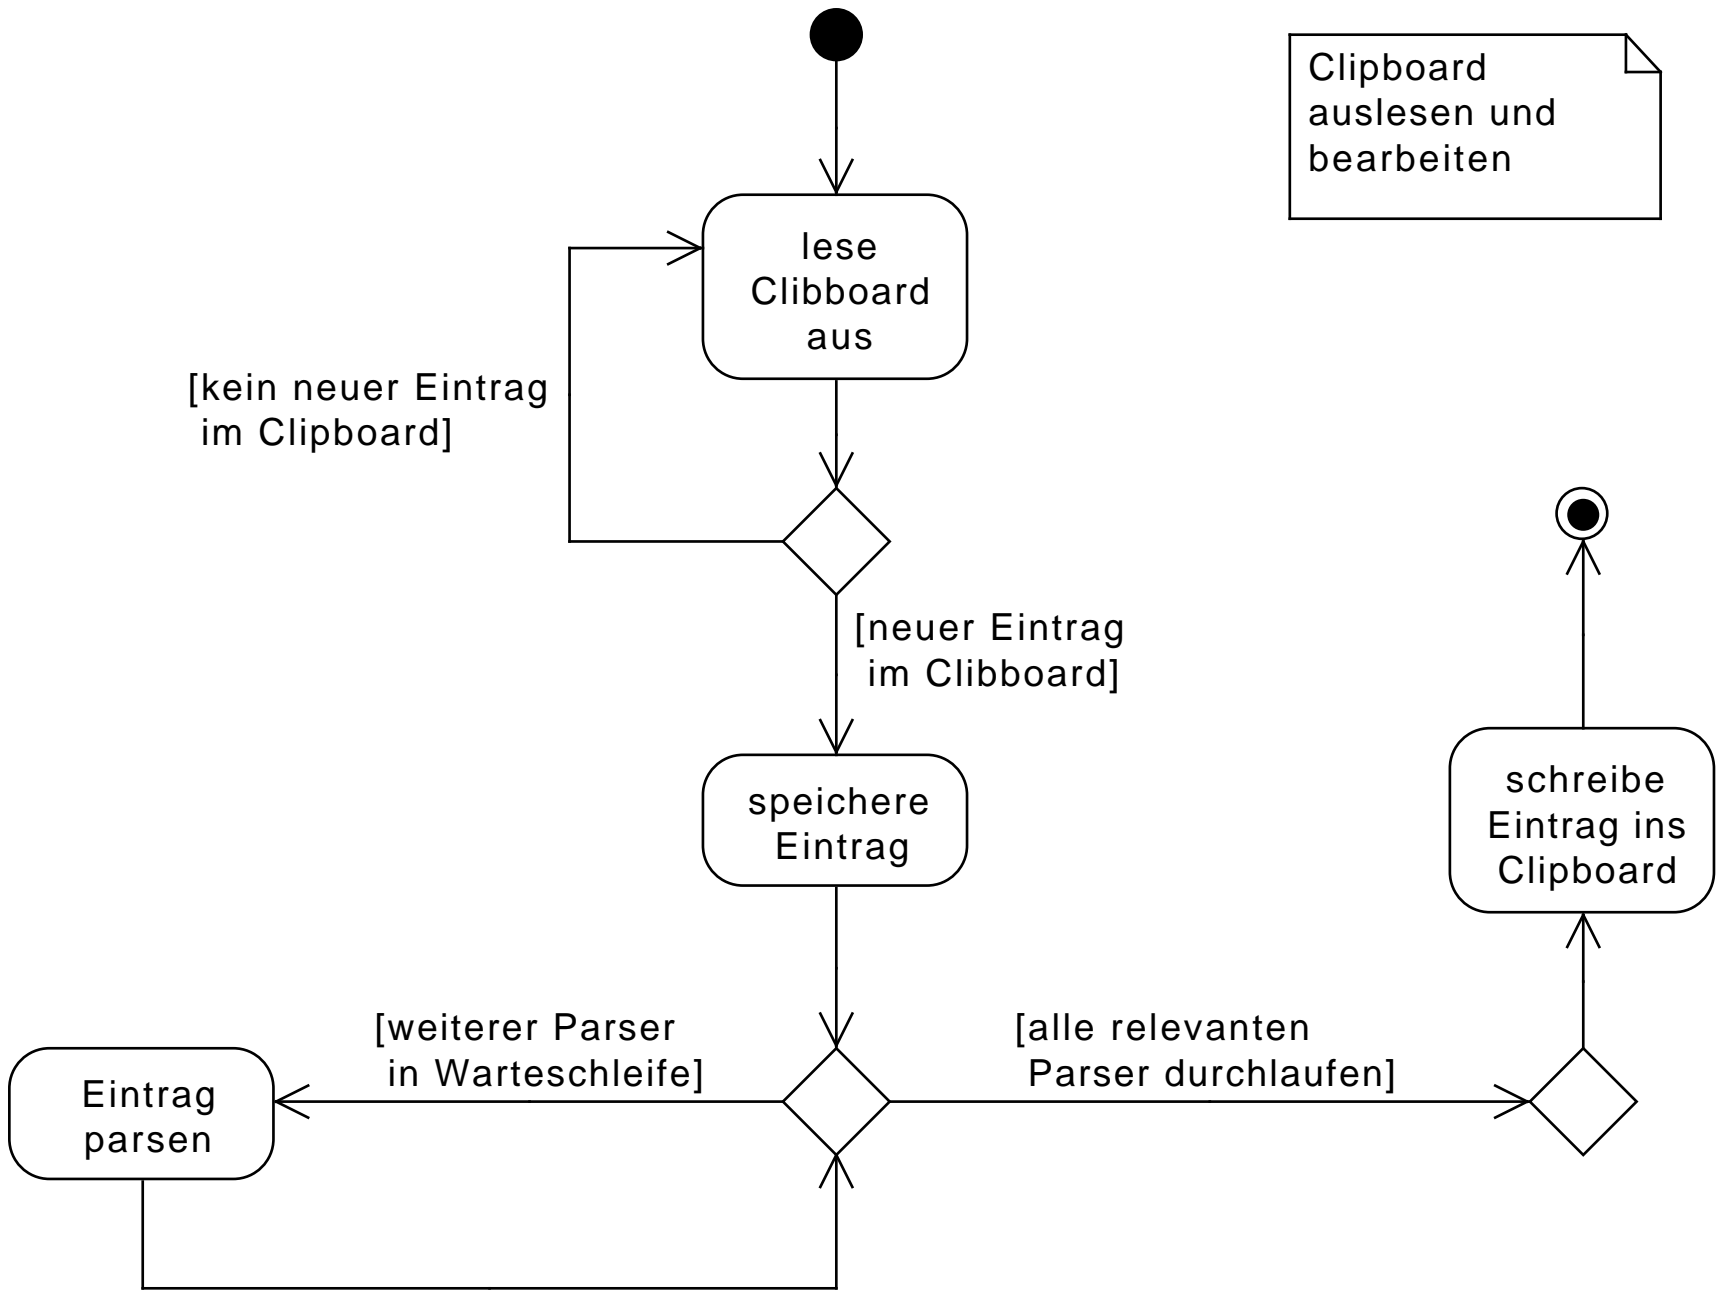 Clipboard
auslesen und
bearbeiten
lese
Clibboard
aus
[kein neuer Eintrag
im Clipboard]
[neuer Eintrag
im Clibboard]
speichere
Eintrag
schreibe
Eintrag ins
Clipboard
[weiterer Parser
in Warteschleife]
[alle relevanten
Parser durchlaufen]
Eintrag
parsen